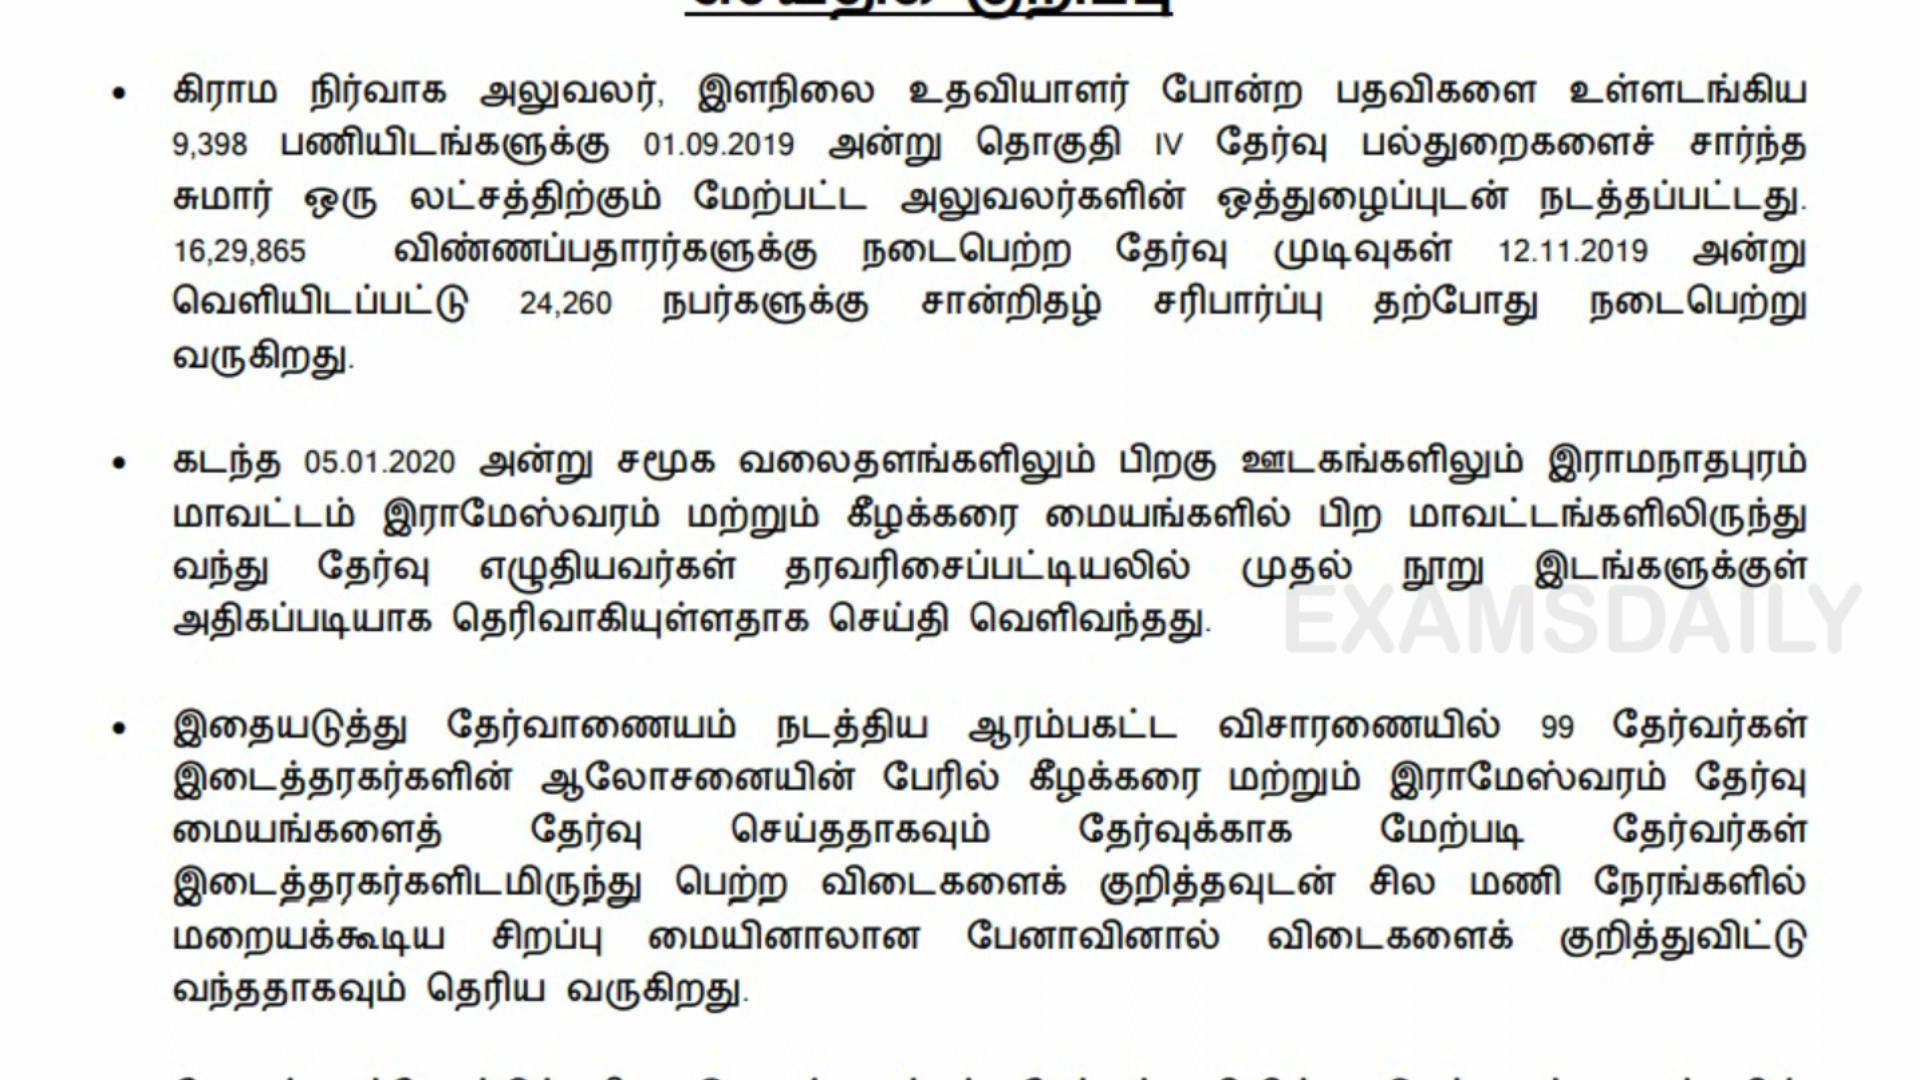 செய்திக் குறிப்பு
• கிராம நிர்வாக அலுவலர், இளநிலை உதவியாளர் போன்ற பதவிகளை உள்ளடங்கிய
9,398 பணியிடங்களுக்கு 01.09.2019 அன்று தொகுதி IV தேர்வு பல்துறைகளைச் சார்ந்த
சுமார் ஒரு லட்சத்திற்கும் மேற்பட்ட அலுவலர்களின் ஒத்துழைப்புடன் நடத்தப்பட்டது.
16,29,865 விண்ணப்பதாரர்களுக்கு நடைபெற்ற தேர்வு முடிவுகள் 12.11.2019 அன்று
வெளியிடப்பட்டு 24,260 நபர்களுக்கு சான்றிதழ் சரிபார்ப்பு தற்போது நடைபெற்று
வருகிறது.
• கடந்த 05.01.2020 அன்று சமூக வலைதளங்களிலும் பிறகு ஊடகங்களிலும் இராமநாதபுரம்
மாவட்டம் இராமேஸ்வரம் மற்றும் கீழக்கரை மையங்களில் பிற மாவட்டங்களிலிருந்து
வந்து தேர்வு எழுதியவர்கள் தரவரிசைப்பட்டியலில் முதல் நூறு இடங்களுக்குள்
அதிகப்படியாக தெரிவாகியுள்ளதாக செய்தி வெளிவந்தது.
EXAMSDAILY
• இதையடுத்து தேர்வாணையம் நடத்திய ஆரம்பகட்ட விசாரணையில் 99 தேர்வர்கள்
இடைத்தரகர்களின் ஆலோசனையின் பேரில் கீழக்கரை மற்றும் இராமேஸ்வரம் தேர்வு
மையங்களைத் தேர்வு செய்ததாகவும் தேர்வுக்காக மேற்படி தேர்வர்கள்
இடைத்தரகர்களிடமிருந்து பெற்ற விடைகளைக் குறித்தவுடன் சில மணி நேரங்களில்
மறையக்கூடிய சிறப்பு மையினாலான பேனாவினால் விடைகளைக் குறித்துவிட்டு
வந்ததாகவும் தெரிய வருகிறது.